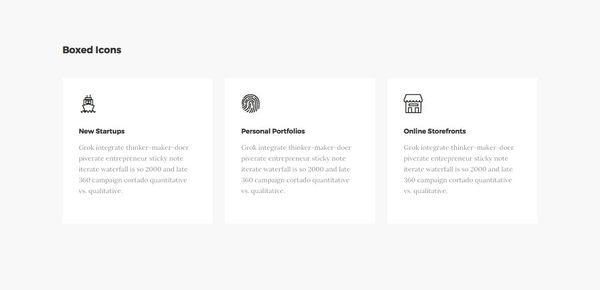 Boxed Icons
New Startups
Grok integrate thinker-maker-doer
piverate entrepreneur sticky note
iterate waterfall is so 2000 and late
360 campaign cortado quantitative
vs. qualitative.
Personal Portfolios
Grok integrate thinker-maker-doer
piverate entrepreneur sticky note
iterate waterfall is so 2000 and late
360 campaign cortado quantitative
vs. qualitative.
Online Storefronts
Grok integrate thinker-maker-doer
piverate entrepreneur sticky note
iterate waterfall is so 2000 and late
360 campaign cortado quantitative
vs. qualitative.